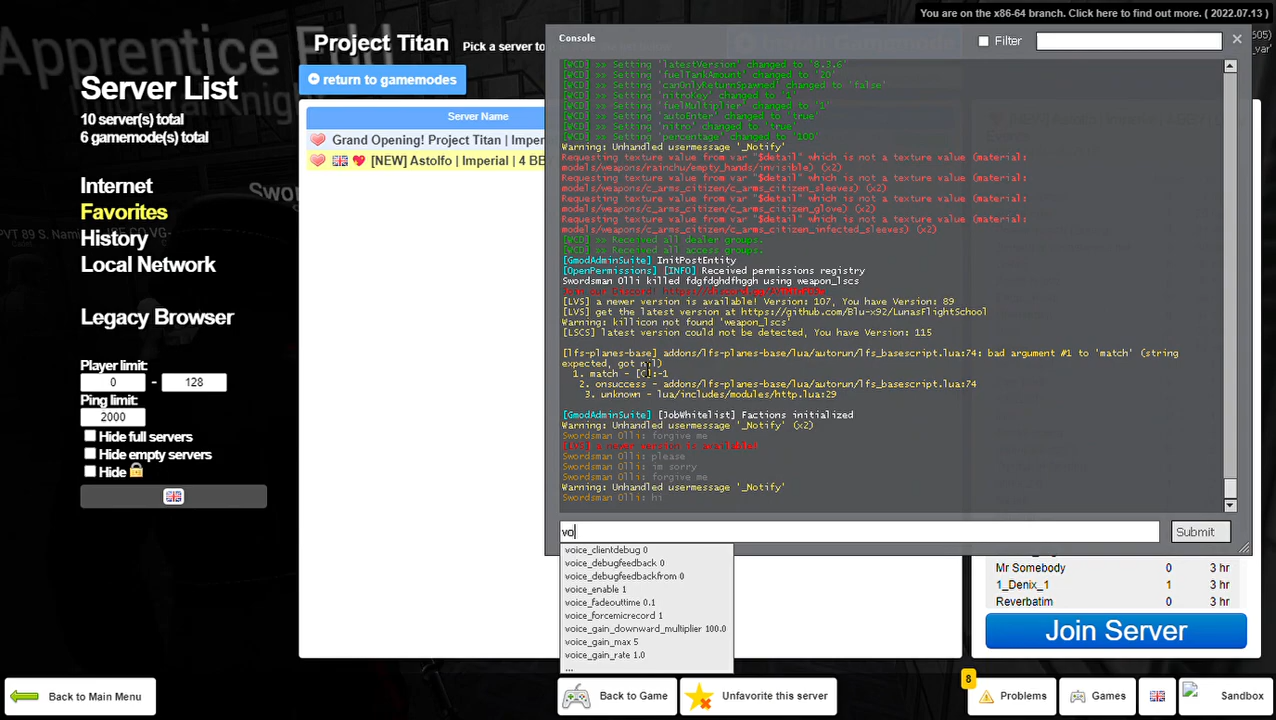 You are on the x86-64 branch. Click here to find out more. ( 2022.07.13 )
Apprentice
Project Titan
Pick a server to
Server List
10 server(s) total
6 gamemode(s) total
return to gamemodes
Server Name
Grand Opening! Project Titan | Imper
[NEW] Astolfo | Imperial | 4 BB
Internet
Favorites
History
Local Network
Legacy Browser
Player limit:
0 - 128
Ping limit:
2000
Hide full servers
Hide empty servers
Hide
Console
Filter
[WCD] >> Setting 'latestVersion' changed to '8.3.6'
[WCD] >> Setting 'fuelTankAmount' changed to '20'
[WCD] >> Setting 'canOnlyReturnSpawned' changed to 'false'
[WCD] >> Setting 'nitroKey' changed to '1'
[WCD] >> Setting 'fuelMultiplier' changed to '1'
[WCD] >> Setting 'autoEnter' changed to 'true'
[WCD] >> Setting 'nitro' changed to 'true'
[WCD] >> Setting 'percentage' changed to '100'
Warning: Unhandled usermessage '_Notify'
Requesting texture value from var "$detail" which is not a texture value (material:
models/weapons/rainchu/empty_hands/invisible) (x2)
Requesting texture value from var "$detail" which is not a texture value (material:
models/weapons/c_arms_citizen/c_arms_citizen_sleeves) (x2)
Requesting texture value from var "$detail" which is not a texture value (material:
models/weapons/c_arms_citizen/c_arms_citizen_glove) (x2)
Requesting texture value from var "$detail" which is not a texture value (material:
models/weapons/c_arms_citizen/c_arms_citizen_infected_sleeves) (x2)
[WCD] >> Received all dealer groups.
[WCD] >> Received all access groups.
[GmodAdminSuite] InitPostEntity
[OpenPermissions] [INFO] Received permissions registry
Swordsman Olli killed fdgfdghdfhggh using weapon_lscs
[LVS] a newer version is available! Version: 107, You have Version: 89
[LVS] get the latest version at https://github.com/Blu-x92/LunasFlightSchool
Warning: killicon not found 'weapon_lscs'
[LSCS] latest version could not be detected, You have Version: 115
[lfs-planes-base] addons/lfs-planes-base/lua/autorun/lfs_basescript.lua:74: bad argument #1 to 'match' (string
expected, got nil)
1. match - [C]:-1
2. onsuccess - addons/lfs-planes-base/lua/autorun/lfs_basescript.lua:74
3. unknown - lua/includes/modules/http.lua:29
[GmodAdminSuite] [JobWhitelist] Factions initialized
Warning: Unhandled usermessage '_Notify' (x2)
Swordsman Olli: forgive me
[LVS] a newer version is available!
Swordsman Olli: please
Swordsman Olli: im sorry
Swordsman Olli: forgive me
Warning: Unhandled usermessage '_Notify'
Swordsman Olli: hi
vo
Submit
voice_clientdebug 0
voice_debugfeedback 0
voice_debugfeedbackfrom 0
voice_enable 1
voice_fadeouttime 0.1
voice_forcemicrecord 1
voice_gain_downward_multiplier 100.0
voice_gain_max 5
voice_gain_rate 1.0
...
Mr Somebody 0 3 hr
1_Denix_1 1 3 hr
Reverbatim 0 3 hr
Join Server
Back to Main Menu
Back to Game
Unfavorite this server
8
Problems
Games
Sandbox